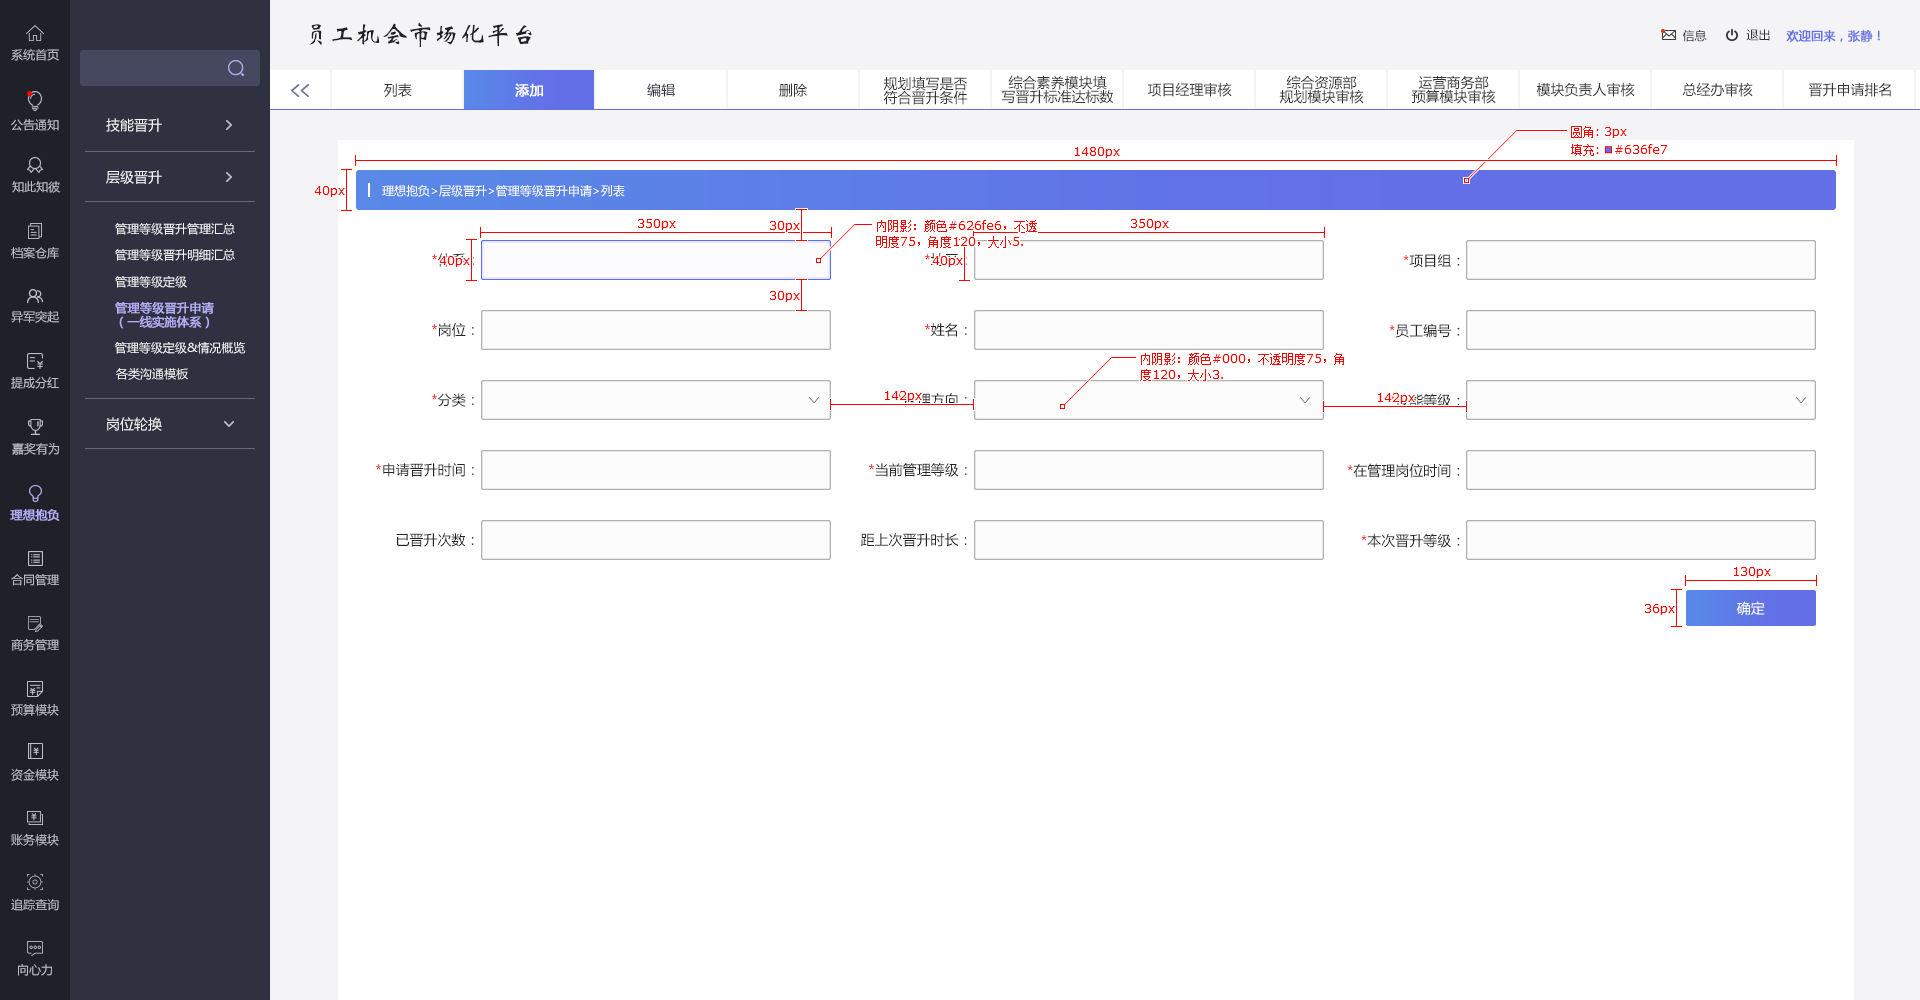 员工机会市场化平台
信息
退出
欢迎回来，张静！
系统首页
公告通知
知此知彼
档案仓库
异军突起
提成分红
嘉奖有为
理想抱负
合同管理
商务管理
预算模块
资金模块
账务模块
追踪查询
向心力
技能晋升
层级晋升
管理等级晋升管理汇总
管理等级晋升明细汇总
管理等级定级
管理等级晋升申请
（一线实施体系）
管理等级定级&情况概览
各类沟通模板
岗位轮换
列表
添加
编辑
删除
规划填写是否
符合晋升条件
综合素养模块填
写晋升标准达标数
项目经理审核
综合资源部
规划模块审核
运营商务部
预算模块审核
模块负责人审核
总经办审核
晋升申请排名
圆角：3px
填充：#636fe7
1480px
40px
理想抱负>层级晋升>管理等级晋升申请>列表
350px
30px
内阴影：颜色#626fe6，不透
明度75，角度120，大小5.
350px
*
40px
*
40px
*项目组：
30px
*岗位：
*姓名：
*员工编号：
内阴影：颜色#000，不透明度75，角
度120，大小3.
*分类：
142px
理方向：
142px
能等级：
*申请晋升时间：
*当前管理等级：
*在管理岗位时间：
已晋升次数：
距上次晋升时长：
*本次晋升等级：
130px
36px
确定